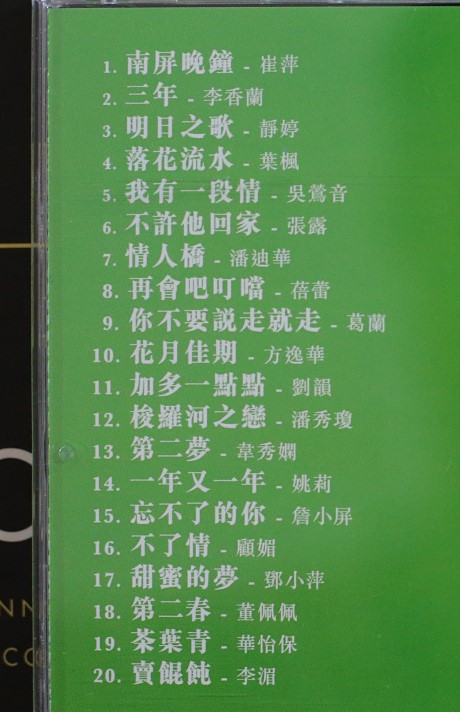 1. 南屏晚鐘 - 崔萍
2. 三年 - 李香蘭
3. 明日之歌 - 靜婷
4. 落花流水 - 葉楓
5. 我有一段情 - 吳鶯音
6. 不許他回家 - 張露
7. 情人橋 - 潘迪華
8. 再會吧叮噹 - 蓓蕾
9. 你不要説走就走 - 葛蘭
10. 花月佳期 - 方逸華
11. 加多一點點 - 劉韻
12. 梭羅河之戀 - 潘秀瓊
13. 第二夢 - 韋秀嫻
14. 一年又一年 - 姚莉
15. 忘不了的你 - 詹小屏
16. 不了情 - 顧媚
17. 甜蜜的夢 - 鄧小萍
18. 第二春 - 董佩佩
19. 茶葉青 - 華怡保
20. 賣餛飩 - 李湄